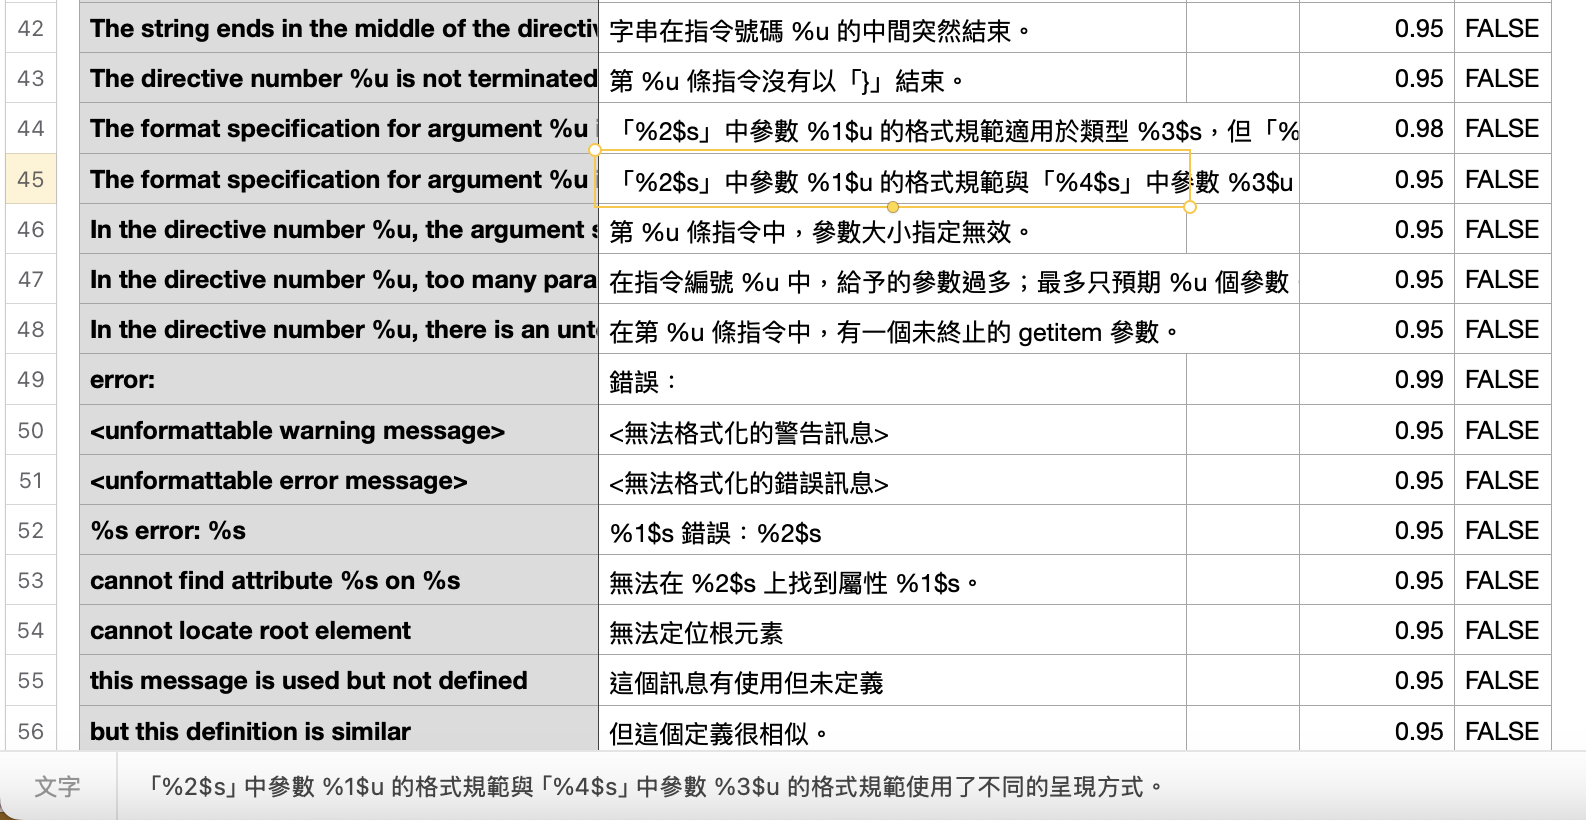 42 The string ends in the middle of the directiv 字串在指令號碼 %u 的中間突然結束。 0.95 FALSE
43 The directive number %u is not terminated 第 %u 條指令沒有以「}」結束。 0.95 FALSE
44 The format specification for argument %u i 「%2$s」中參數 %1$u 的格式規範適用於類型 %3$s，但「% 0.98 FALSE
45 The format specification for argument %u i 「%2$s」中參數 %1$u 的格式規範與「%4$s」中參數 %3$u 0.95 FALSE
46 In the directive number %u, the argument s 第 %u 條指令中，參數大小指定無效。 0.95 FALSE
47 In the directive number %u, too many para 在指令編號 %u 中，給予的參數過多；最多只預期 %u 個參數 0.95 FALSE
48 In the directive number %u, there is an unt 在第 %u 條指令中，有一個未終止的 getitem 參數。 0.95 FALSE
49 error: 錯誤： 0.99 FALSE
50 <unformattable warning message> <無法格式化的警告訊息> 0.95 FALSE
51 <unformattable error message> <無法格式化的錯誤訊息> 0.95 FALSE
52 %s error: %s %1$s 錯誤：%2$s 0.95 FALSE
53 cannot find attribute %s on %s 無法在 %2$s 上找到屬性 %1$s。 0.95 FALSE
54 cannot locate root element 無法定位根元素 0.95 FALSE
55 this message is used but not defined 這個訊息有使用但未定義 0.95 FALSE
56 but this definition is similar 但這個定義很相似。 0.95 FALSE
文字 「%2$s」中參數 %1$u 的格式規範與「%4$s」中參數 %3$u 的格式規範使用了不同的呈現方式。